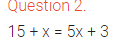 Question 2.
15 + x = 5x + 3